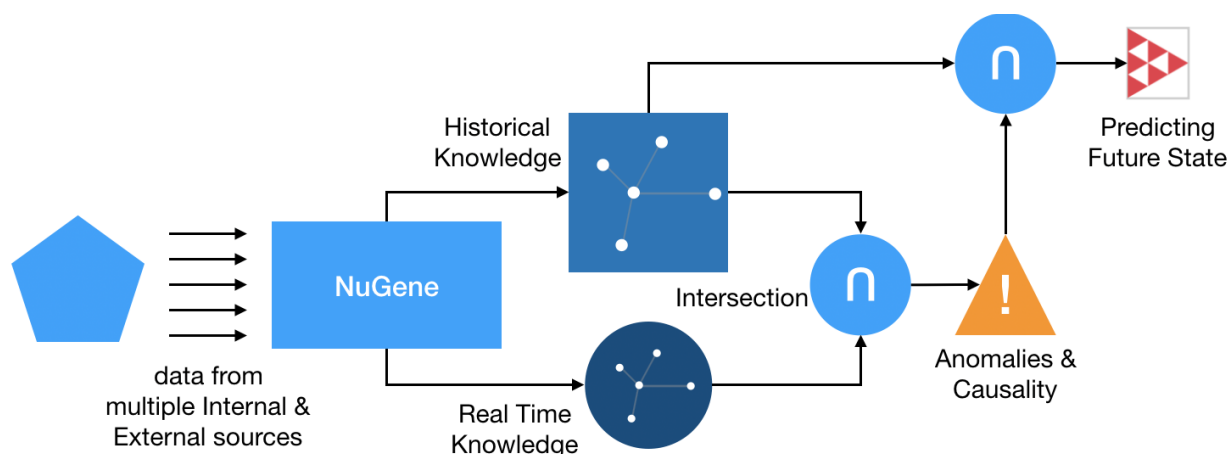 ∩
Historical
Knowledge
Predicting
Future State
NuGene
∩
Intersection
!
data from
multiple Internal &
External sources
Anomalies &
Causality
Real Time
Knowledge